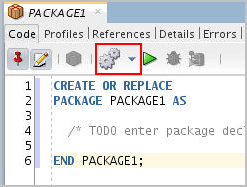 PACKAGE1
Code Profiles References Details Errors
1 CREATE OR REPLACE
2 PACKAGE PACKAGE1 AS
3
4 /* TODO enter package dec
5
6 END PACKAGE1;